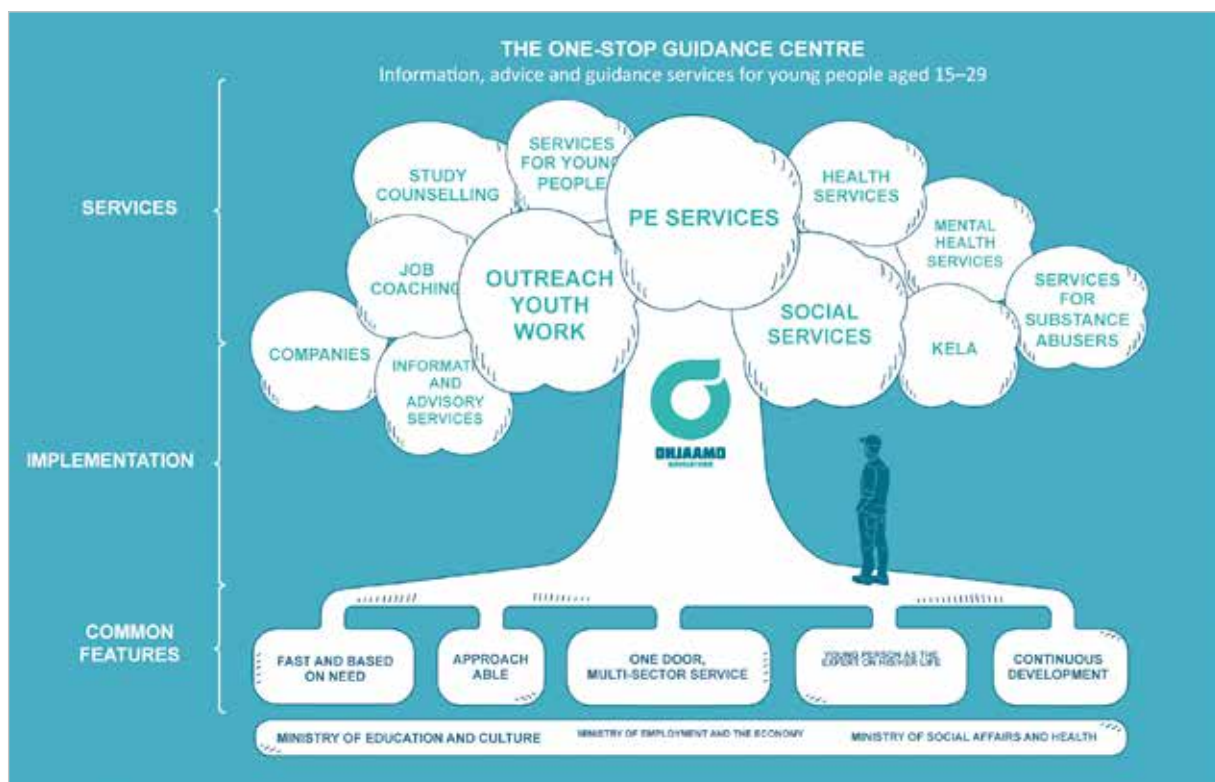 THE ONE-STOP GUIDANCE CENTRE
Information, advice and guidance services for young people aged 15–29
SERVICES
IMPLEMENTATION
COMMON
FEATURES
STUDY
COUNSELLING
SERVICES
FOR YOUNG
PEOPLE
PE SERVICES
HEALTH
SERVICES
MENTAL
HEALTH
SERVICES
JOB
COACHING
OUTREACH
YOUTH
WORK
SOCIAL
SERVICES
SERVICES
FOR
SUBSTANCE
ABUSERS
COMPANIES
INFORMATI
AND
ADVISORY
SERVICES
KELA
OHJAAMO
FAST AND BASED
ON NEED
APPROACH
ABLE
ONE DOOR,
MULTI-SECTOR SERVICE
YOUNG PERSON AS THE
EXPERT ON HIS/HER LIFE
CONTINUOUS
DEVELOPMENT
MINISTRY OF EDUCATION AND CULTURE
MINISTRY OF EMPLOYMENT AND THE ECONOMY
MINISTRY OF SOCIAL AFFAIRS AND HEALTH